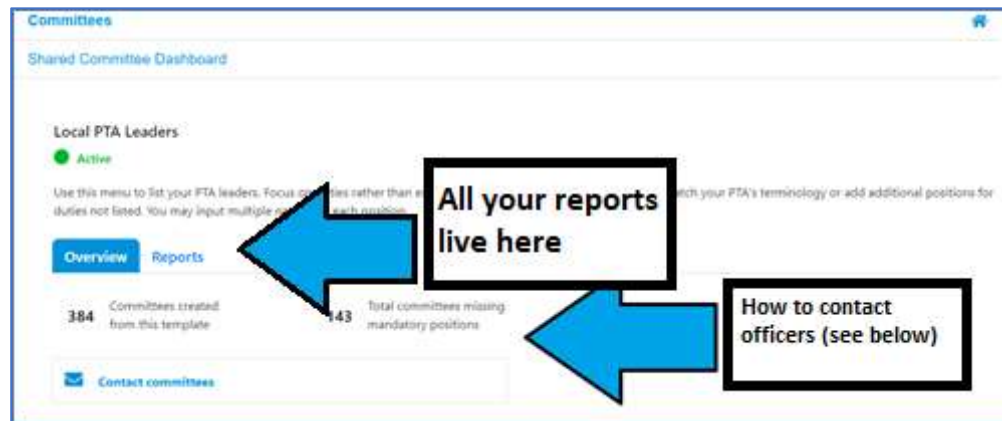 Committees
Shared Committee Dashboard
Local PTA Leaders
Active
Use this menu to list your PTA leaders. Focus rather than your PTA's terminology or add additional positions for
duties not listed. You may input multiple each position.
All your reports
live here
Overview Reports
384 Committees created
from this template
143 Total committees missing
mandatory positions
How to contact
officers (see below)
Contact committees